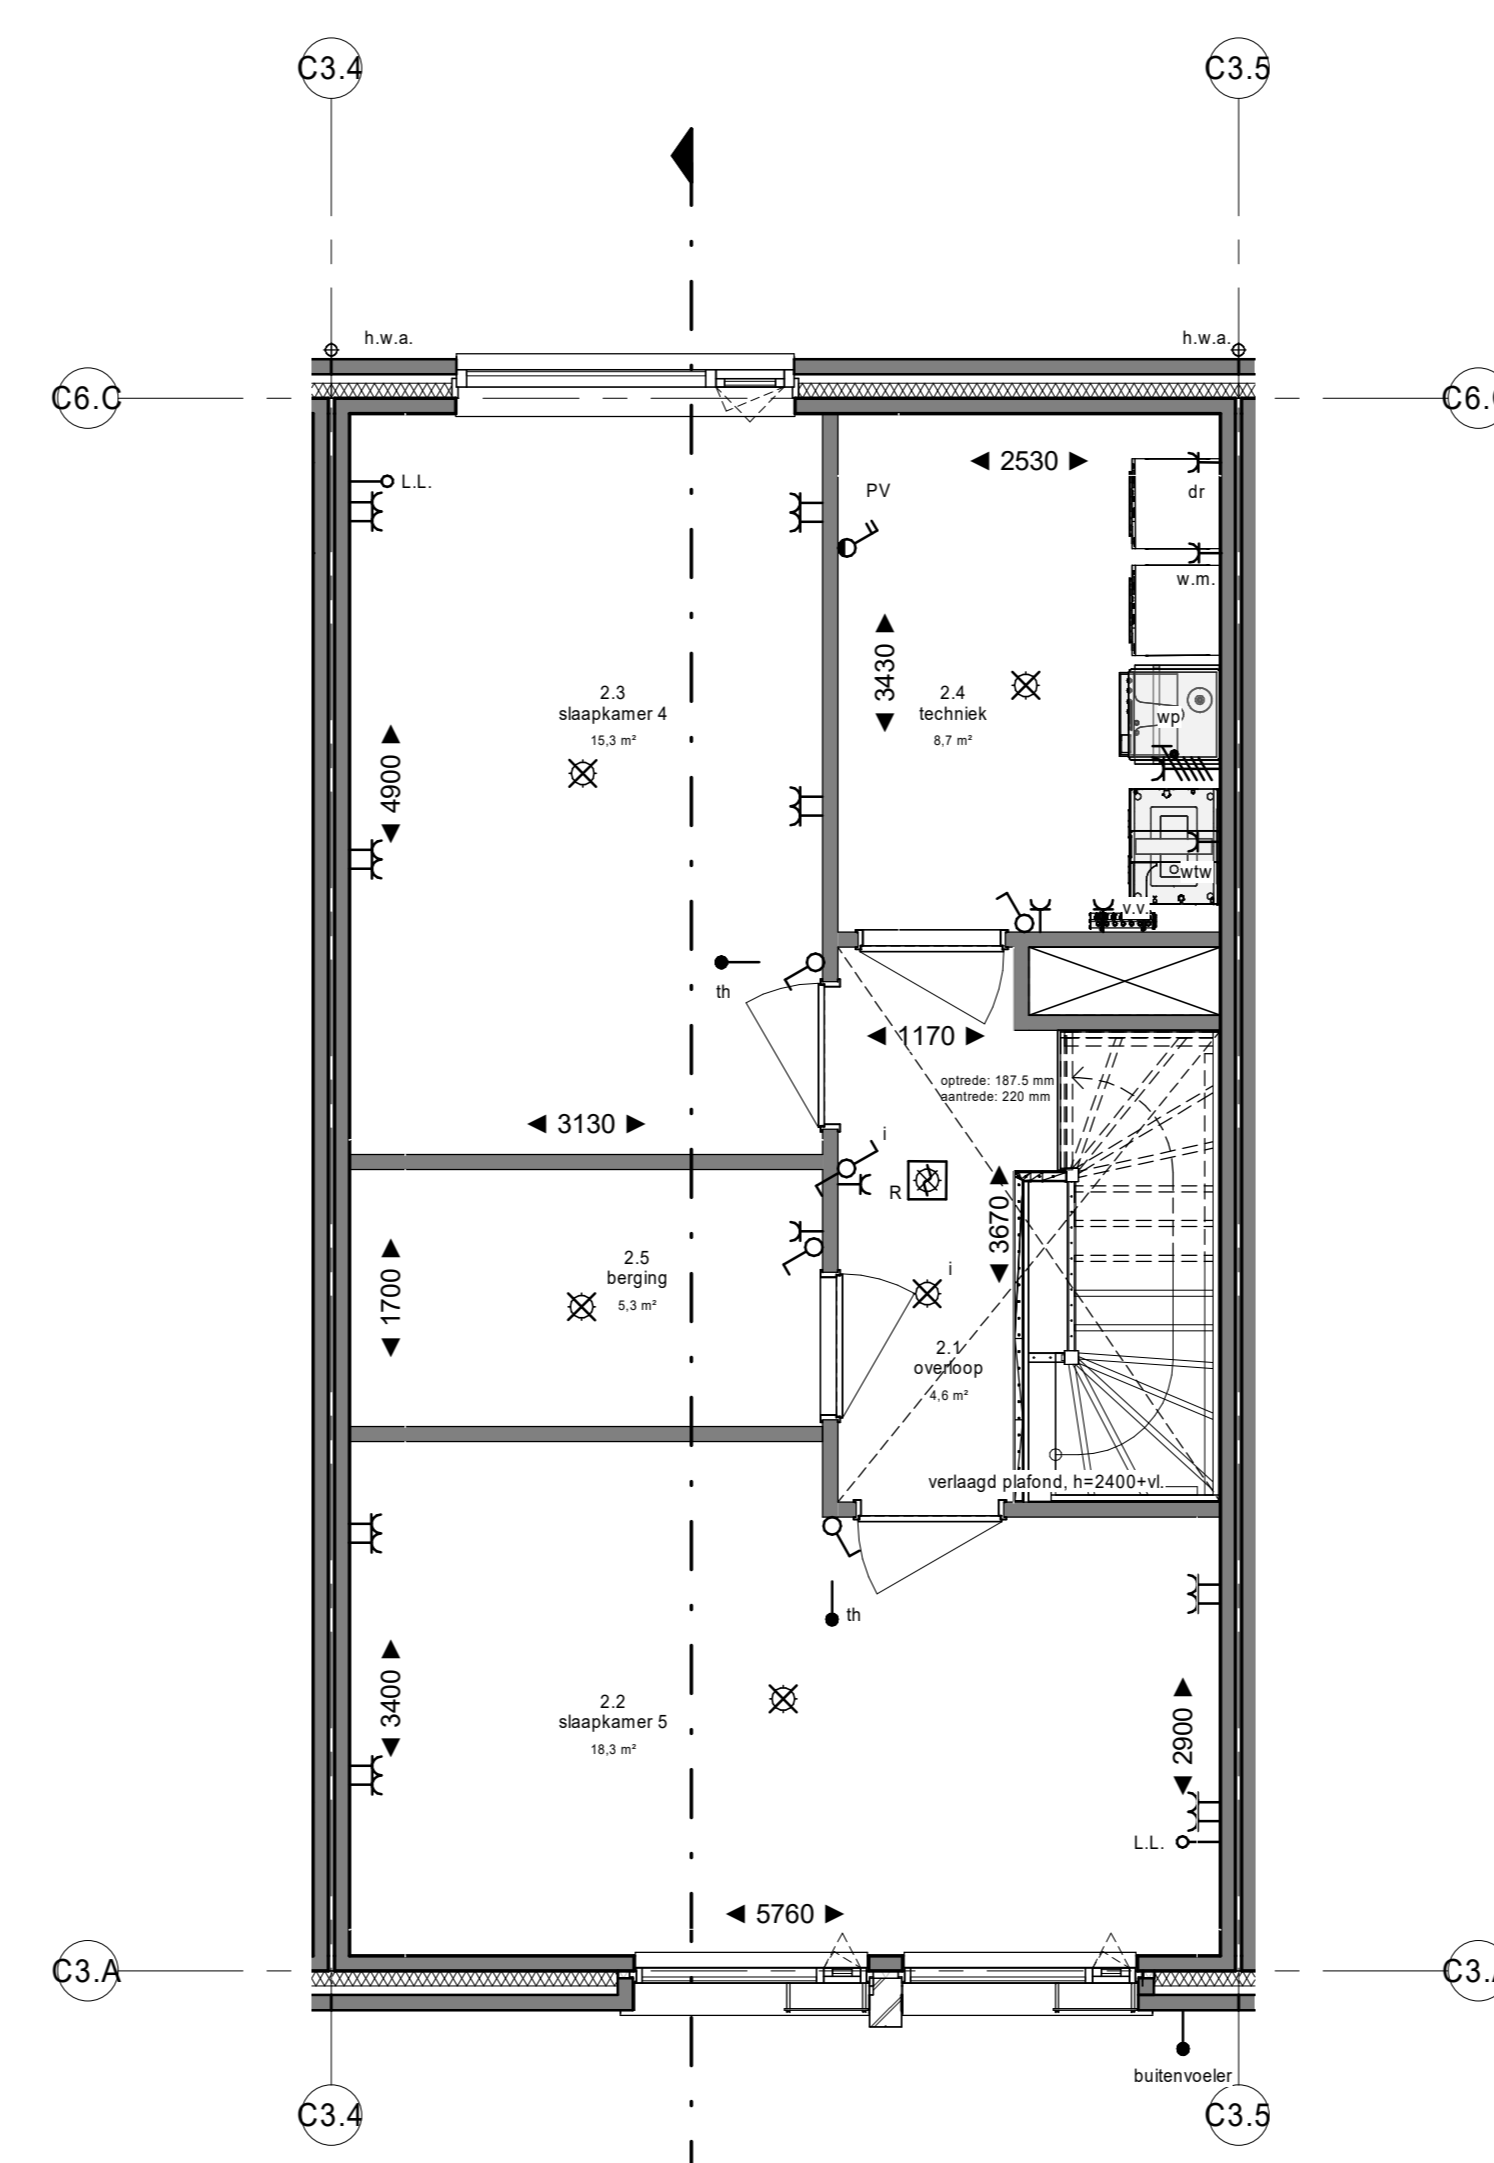 C3.4
C3.5
h.w.a.
h.w.a.
C6.C
C6.
2530
L.L.
PV
dr
w.m.
3430
2.3
slaapkamer 4
15,3 m²
2.4
techniek
8,7 m²
wp
4900
wtw
v.v.
th
1170
optrede: 187.5 mm
aantrede: 220 mm
3130
i
R
3670
1700
2.5
berging
5,3 m²
i
2.1
overloop
4,6 m²
verlaagd plafond, h=2400+vl.
th
3400
2.2
slaapkamer 5
18,3 m²
2900
L.L.
5760
C3.A
C3.
buitenvoeler
C3.4
C3.5